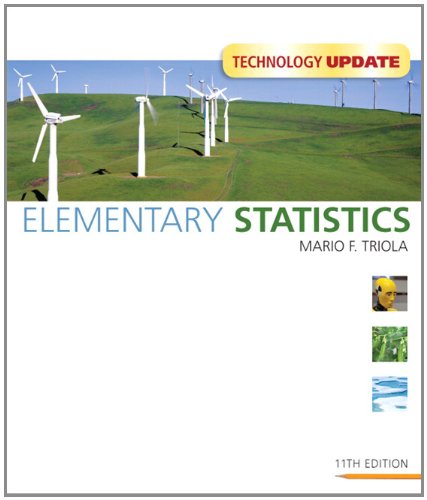 TECHNOLOGY UPDATE
ELEMENTARY STATISTICS
MARIO F. TRIOLA
11TH EDITION